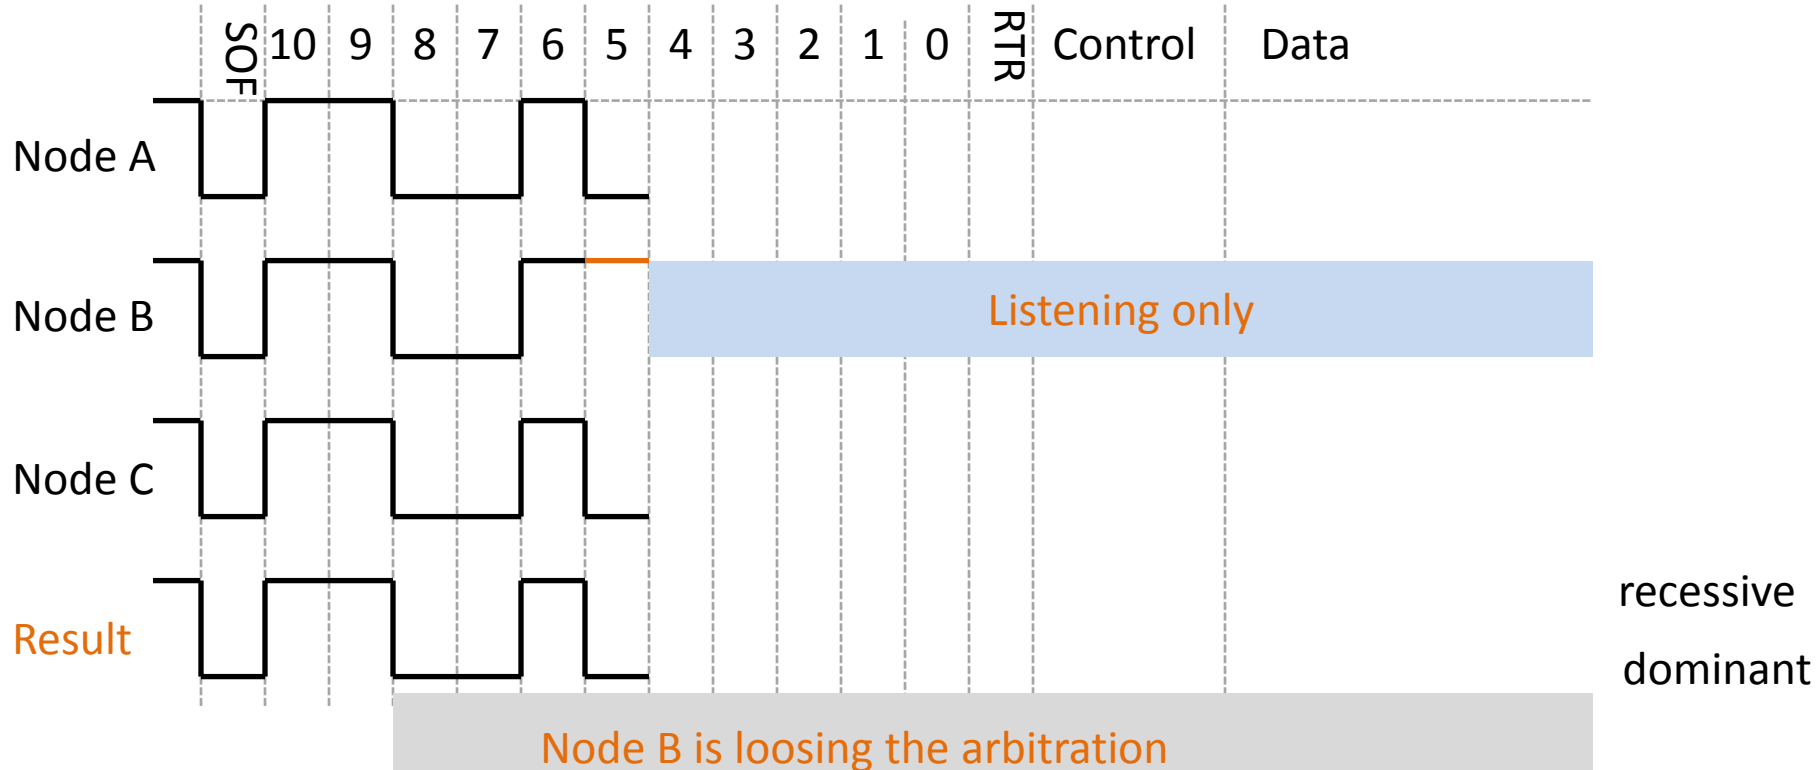 SOF 10 9 8 7 6 5 4 3 2 1 0 RTR Control Data
Node A
Node B
Listening only
Node C
recessive
Result
dominant
Node B is loosing the arbitration